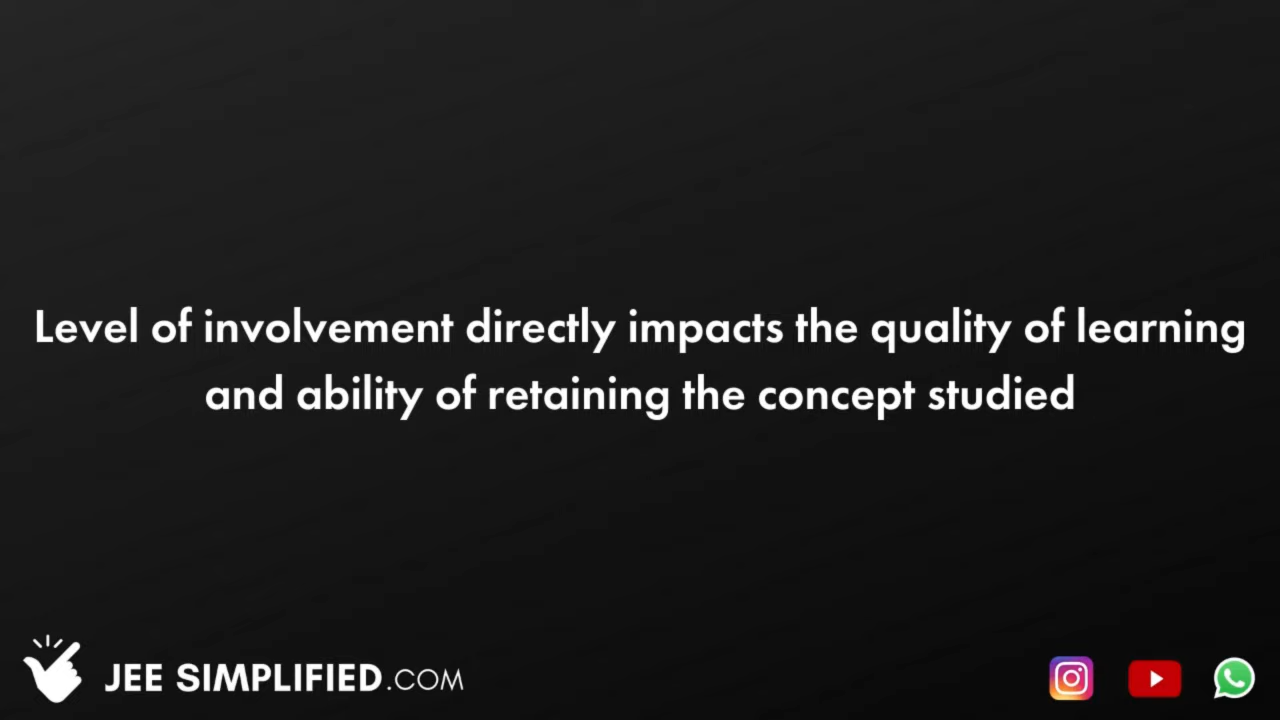 Level of involvement directly impacts the quality of learning
and ability of retaining the concept studied
JEE SIMPLIFIED.COM